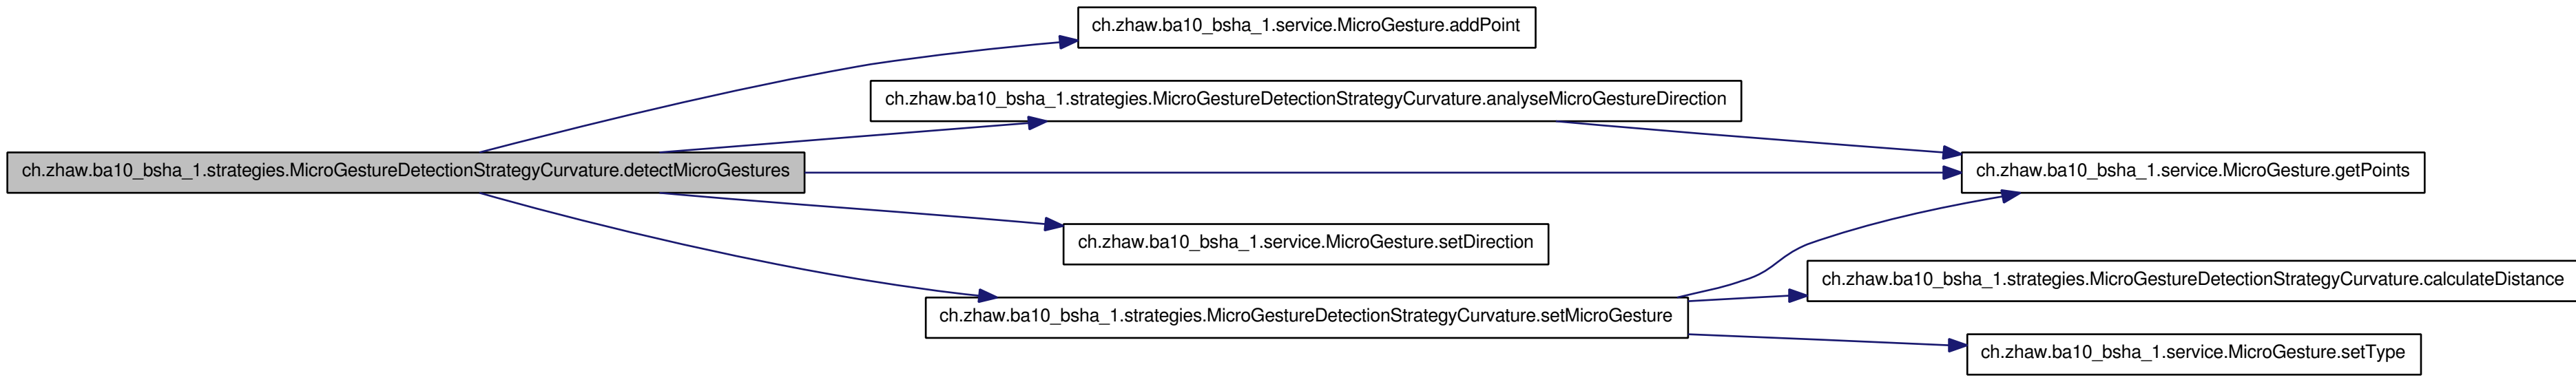 ch.zhaw.ba10_bsha_1.service.MicroGesture.addPoint
ch.zhaw.ba10_bsha_1.strategies.MicroGestureDetectionStrategyCurvature.analyseMicroGestureDirection
ch.zhaw.ba10_bsha_1.strategies.MicroGestureDetectionStrategyCurvature.detectMicroGestures
ch.zhaw.ba10_bsha_1.service.MicroGesture.getPoints
ch.zhaw.ba10_bsha_1.service.MicroGesture.setDirection
ch.zhaw.ba10_bsha_1.strategies.MicroGestureDetectionStrategyCurvature.calculateDistance
ch.zhaw.ba10_bsha_1.strategies.MicroGestureDetectionStrategyCurvature.setMicroGesture
ch.zhaw.ba10_bsha_1.service.MicroGesture.setType